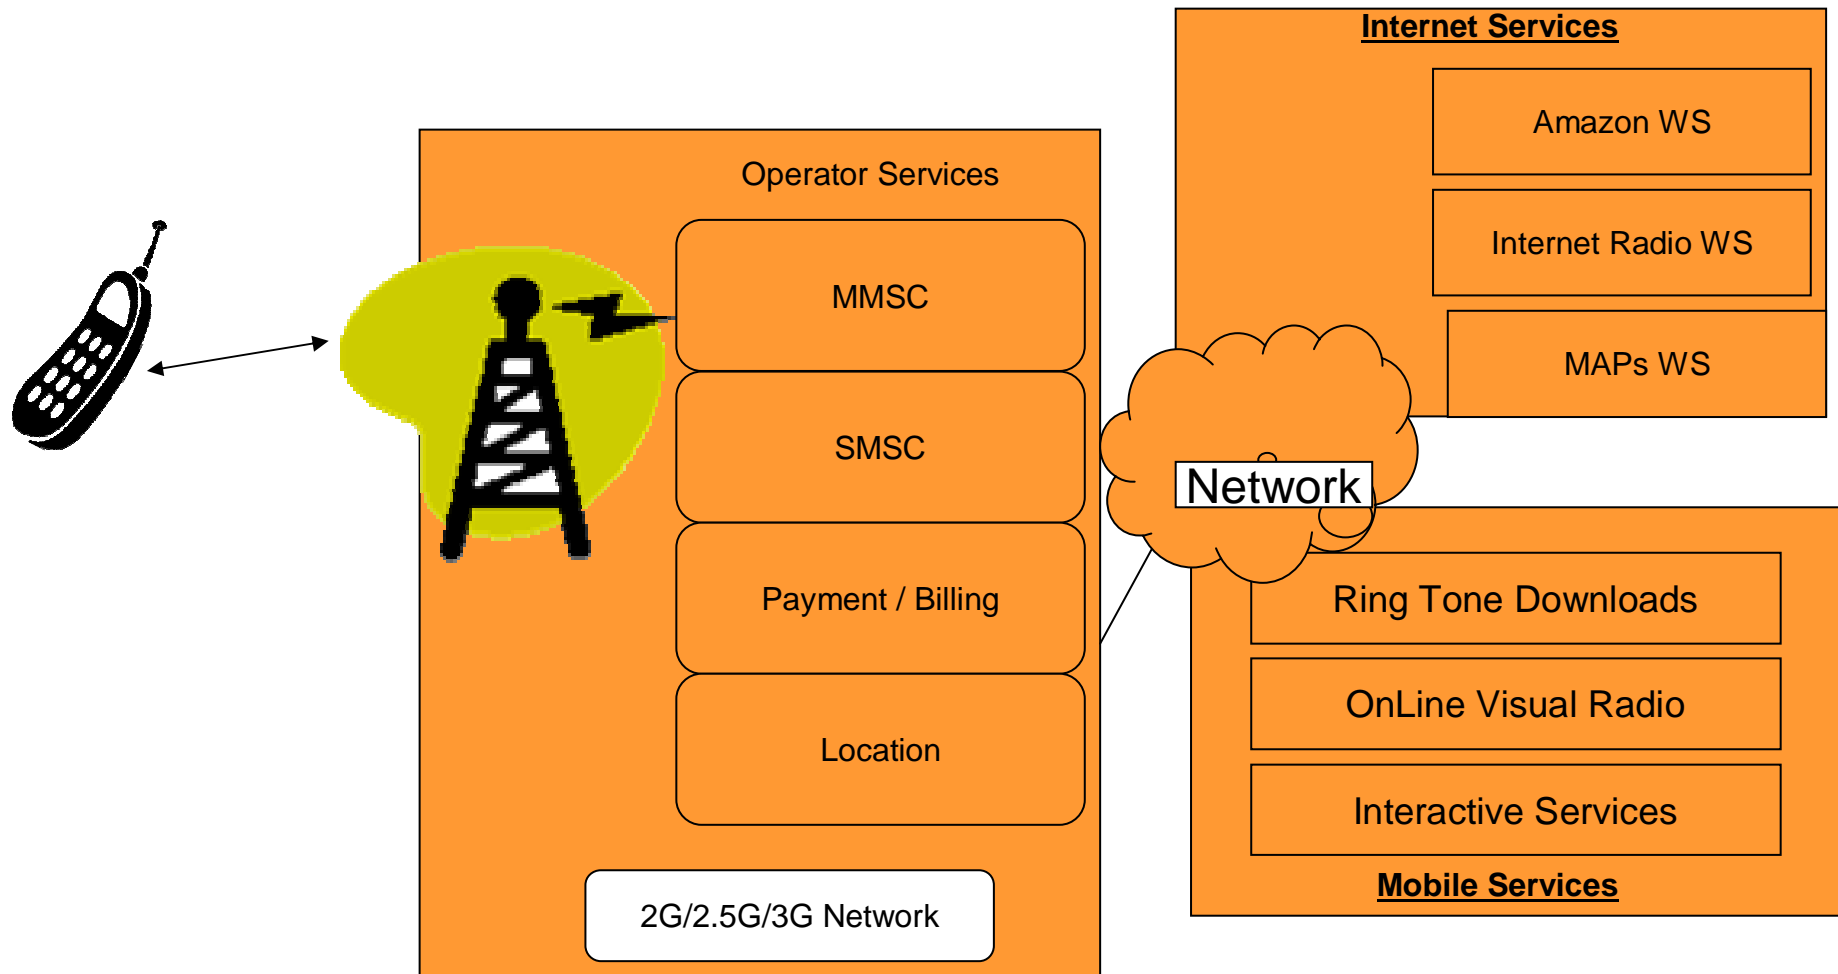 Internet Services
Amazon WS
Internet Radio WS
MAPs WS
Operator Services
MMSC
SMSC
Payment / Billing
Location
2G/2.5G/3G Network
Network
Ring Tone Downloads
OnLine Visual Radio
Interactive Services
Mobile Services